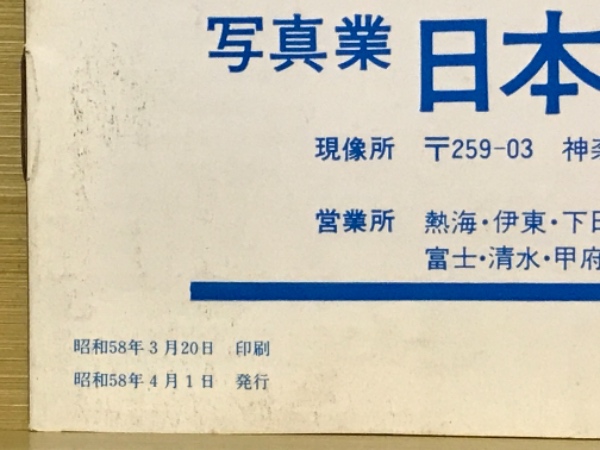 写真業 日本
現像所 〒259-03 神奈
営業所 熱海・伊東・下田
富士・清水・甲府
昭和58年3月20日 印刷
昭和58年4月1日 発行